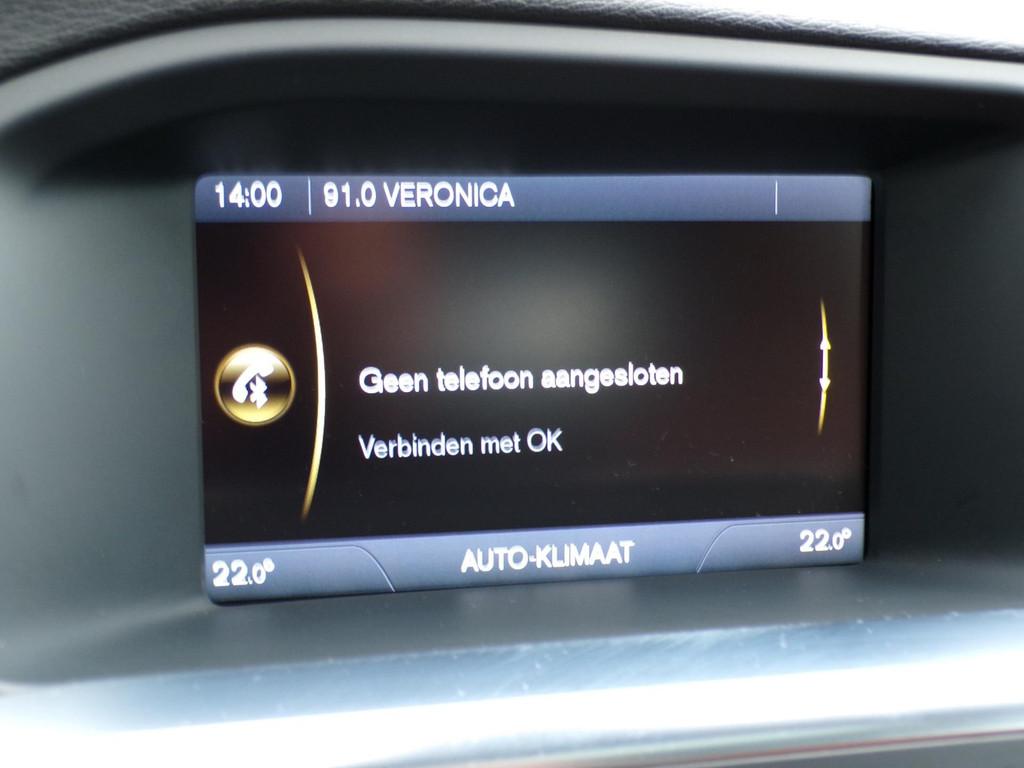 14:00 91.0 VERONICA
Geen telefoon aangesloten
Verbinden met OK
22.0° AUTO-KLIMAAT 22.0°